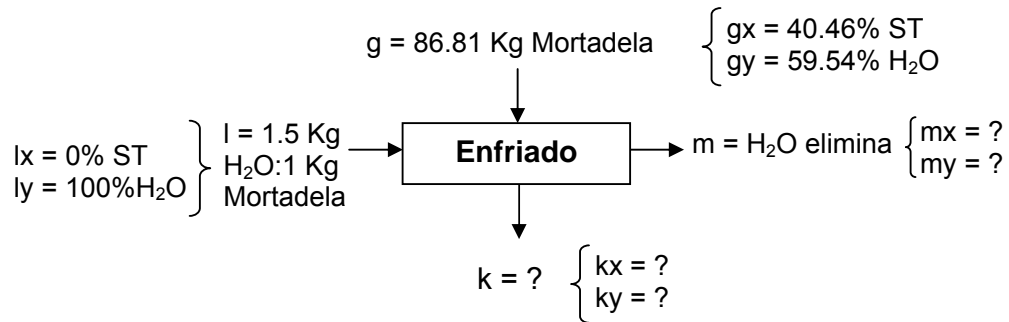 g = 86.81 Kg Mortadela
gx = 40.46% ST
gy = 59.54% H₂O
lx = 0% ST
ly = 100%H₂O
l = 1.5 Kg
H₂O:1 Kg
Mortadela
Enfriado
m = H₂O elimina
mx = ?
my = ?
k = ?
kx = ?
ky = ?